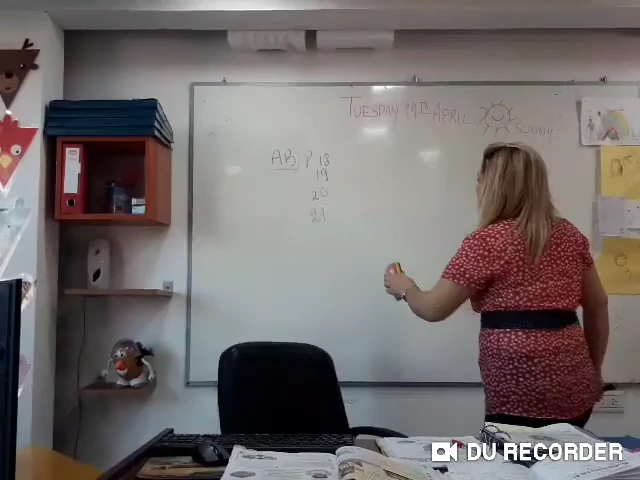 TUESDAY 14TH APRIL
SUNNY
AB P 18
19
20
21
DU RECORDER